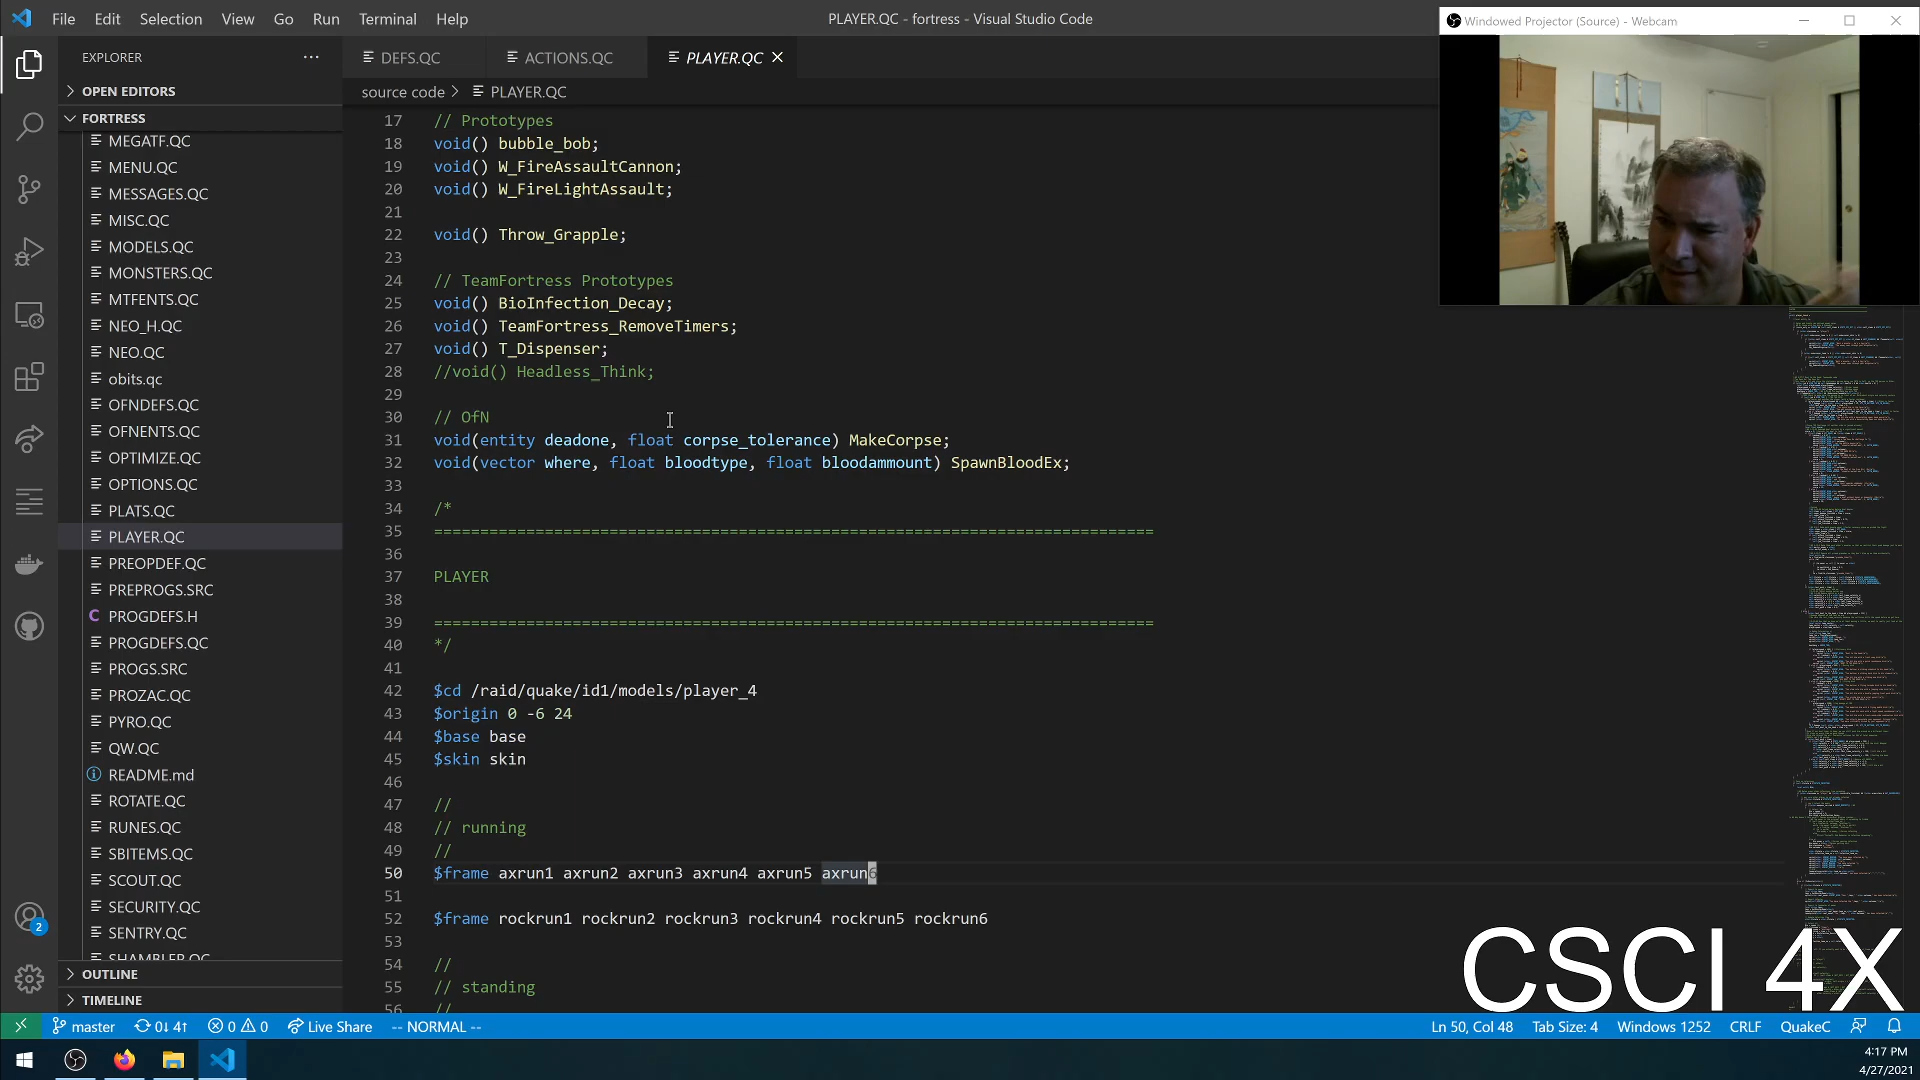 File Edit Selection View Go Run Terminal Help
PLAYER.QC - fortress - Visual Studio Code
Windowed Projector (Source) - Webcam
EXPLORER
DEFS.QC
ACTIONS.QC
PLAYER.QC
OPEN EDITORS
source code > PLAYER.QC
FORTRESS
MEGATF.QC
MENU.QC
MESSAGES.QC
MISC.QC
MODELS.QC
MONSTERS.QC
MTFENTS.QC
NEO_H.QC
NEO.QC
obits.qc
OFNDEFS.QC
OFNENTS.QC
OPTIMIZE.QC
OPTIONS.QC
PLATS.QC
PLAYER.QC
PREOPDEF.QC
PREPROGS.SRC
C PROGDEFS.H
PROGDEFS.QC
PROGS.SRC
PROZAC.QC
PYRO.QC
QW.QC
README.md
ROTATE.QC
RUNES.QC
SBITEMS.QC
SCOUT.QC
SECURITY.QC
SENTRY.QC
SHAMBLER.QC
OUTLINE
TIMELINE
17 // Prototypes
18 void() bubble_bob;
19 void() W_FireAssaultCannon;
20 void() W_FireLightAssault;
21
22 void() Throw_Grapple;
23
24 // TeamFortress Prototypes
25 void() BioInfection_Decay;
26 void() TeamFortress_RemoveTimers;
27 void() T_Dispenser;
28 //void() Headless_Think;
29
30 // OfN
31 void(entity deadone, float corpse_tolerance) MakeCorpse;
32 void(vector where, float bloodtype, float bloodammount) SpawnBloodEx;
33
34 /*
35 ==============================================================================
36
37 PLAYER
38
39 ==============================================================================
40 */
41
42 $cd /raid/quake/id1/models/player_4
43 $origin 0 -6 24
44 $base base
45 $skin skin
46
47 //
48 // running
49 //
50 $frame axrun1 axrun2 axrun3 axrun4 axrun5 axrun6
51
52 $frame rockrun1 rockrun2 rockrun3 rockrun4 rockrun5 rockrun6
53
54 //
55 // standing
56 //
CSCI 4X
2
master 0↓ 4↑ 0 0 Live Share -- NORMAL --
Ln 50, Col 48 Tab Size: 4 Windows 1252 CRLF QuakeC
4:17 PM
4/27/2021